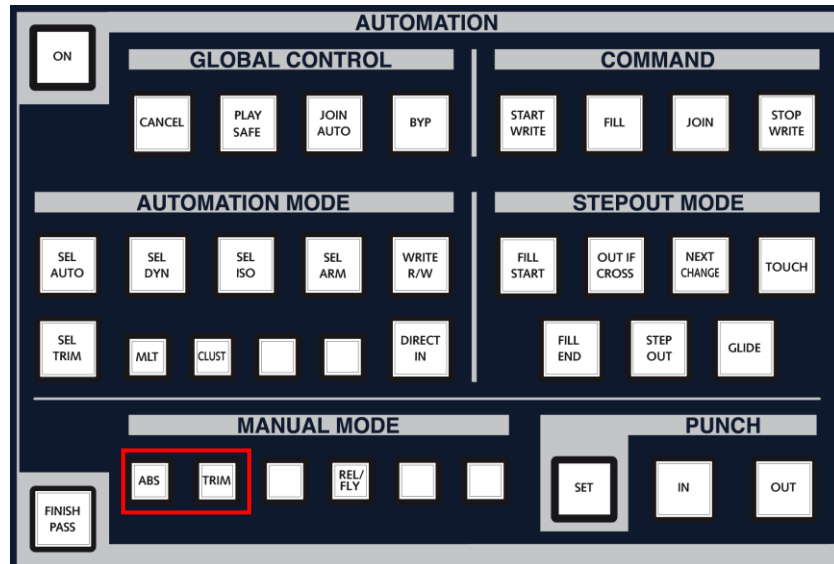 AUTOMATION
ON
GLOBAL CONTROL
COMMAND
CANCEL
PLAY
SAFE
JOIN
AUTO
BYP
START
WRITE
FILL
JOIN
STOP
WRITE
AUTOMATION MODE
STEPOUT MODE
SEL
AUTO
SEL
DYN
SEL
ISO
SEL
ARM
WRITE
R/W
FILL
START
OUT IF
CROSS
NEXT
CHANGE
TOUCH
SEL
TRIM
MLT
CLUST
DIRECT
IN
FILL
END
STEP
OUT
GLIDE
MANUAL MODE
PUNCH
ABS
TRIM
REL/
FLY
SET
IN
OUT
FINISH
PASS